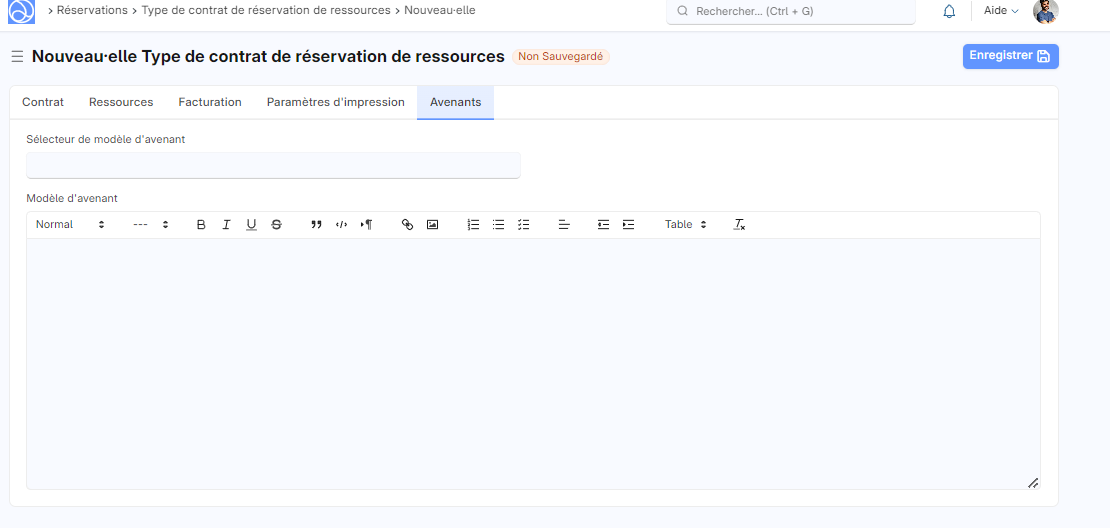 > Réservations > Type de contrat de réservation de ressources > Nouveau·elle
Rechercher... (Ctrl + G)
Aide
Nouveau·elle Type de contrat de réservation de ressources
Non Sauvegardé
Enregistrer
Contrat Ressources Facturation Paramètres d'impression Avenants
Sélecteur de modèle d'avenant
Modèle d'avenant
Normal --- B I U S Table